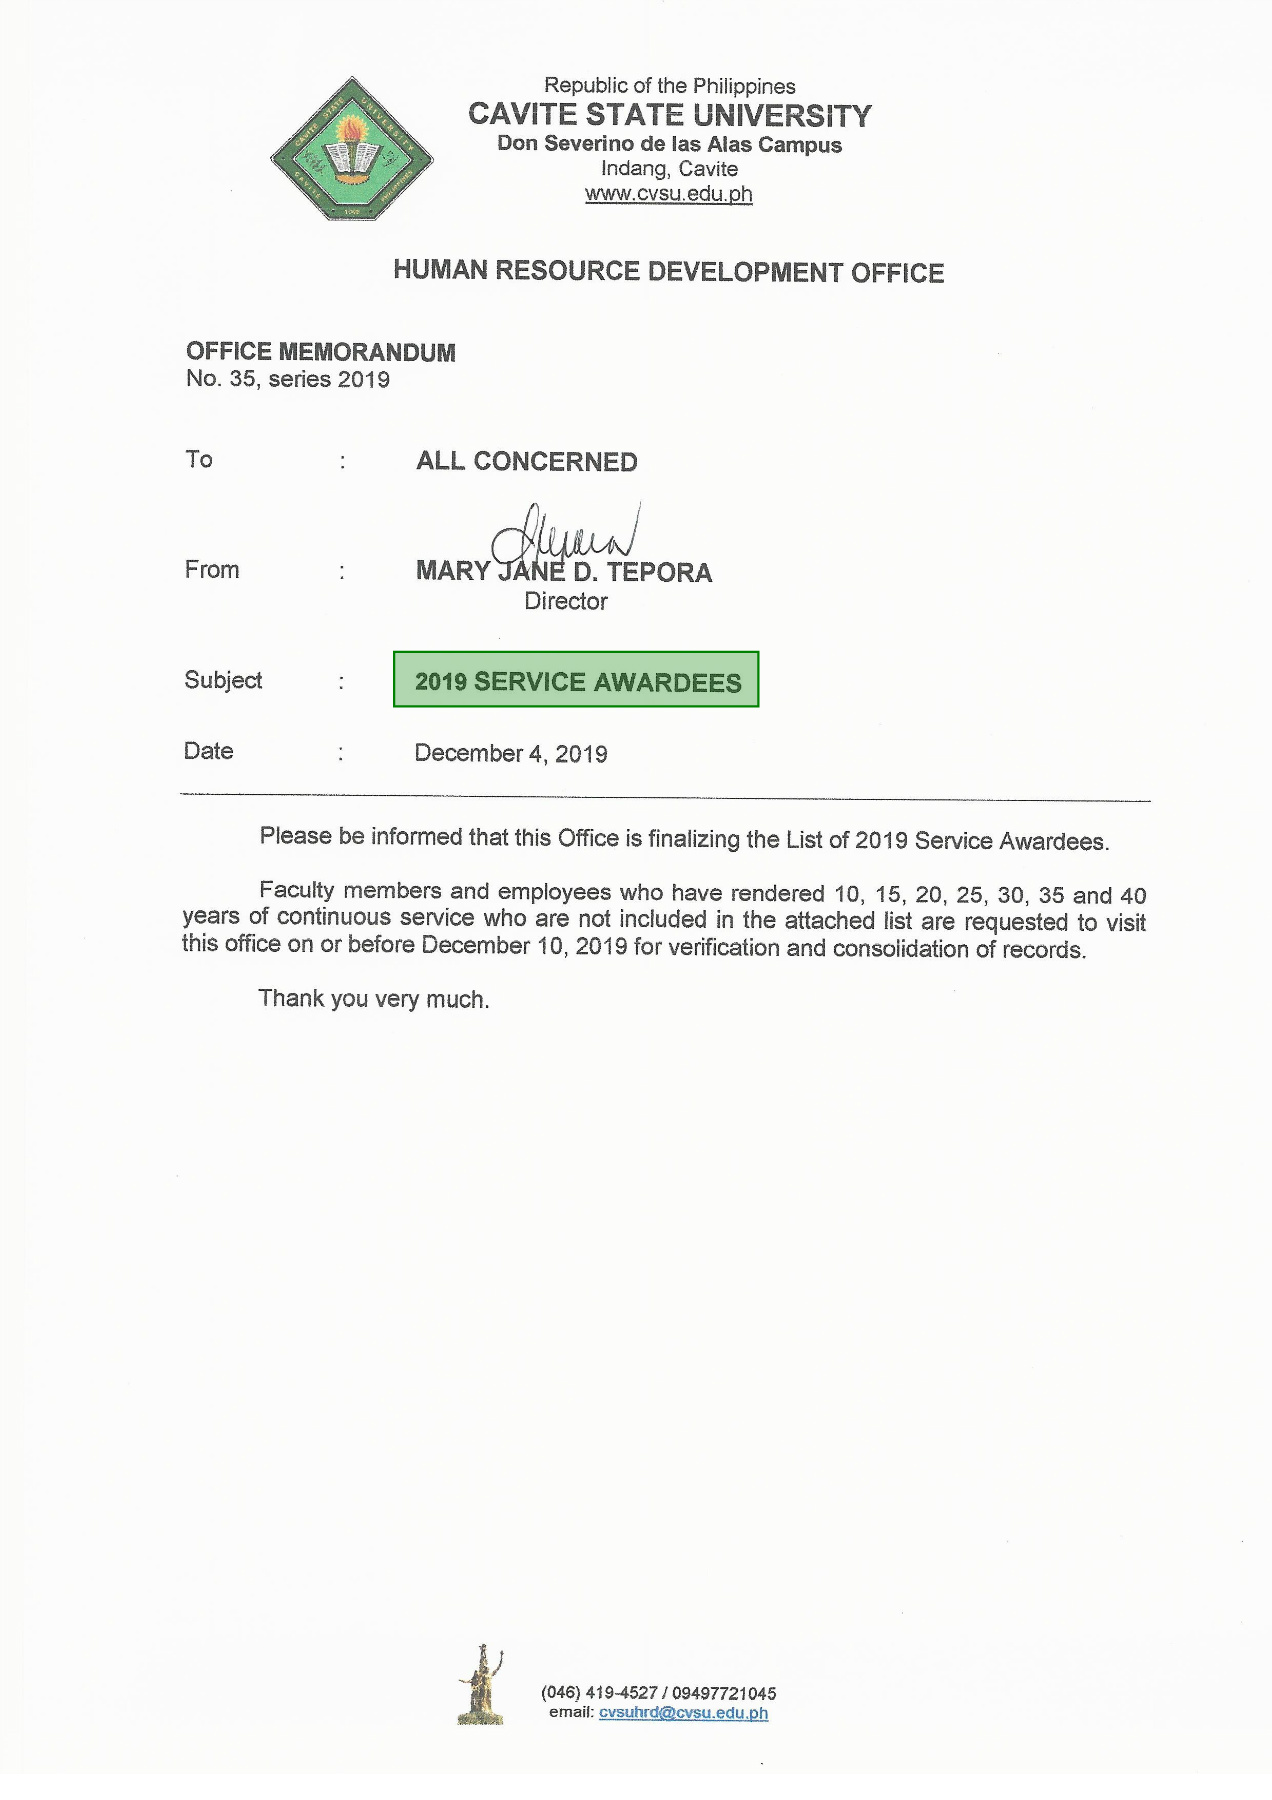 Republic of the Philippines
CAVITE STATE UNIVERSITY
Don Severino de las Alas Campus
Indang, Cavite
www.cvsu.edu.ph
CAVITE STATE UNIVERSITY
CAVITE PHILIPPINES
HUMAN RESOURCE DEVELOPMENT OFFICE
OFFICE MEMORANDUM
No. 35, series 2019
To : ALL CONCERNED
From : MARY JANE D. TEPORA
Director
Subject : 2019 SERVICE AWARDEES
Date : December 4, 2019
Please be informed that this Office is finalizing the List of 2019 Service Awardees.
Faculty members and employees who have rendered 10, 15, 20, 25, 30, 35 and 40
years of continuous service who are not included in the attached list are requested to visit
this office on or before December 10, 2019 for verification and consolidation of records.
Thank you very much.
(046) 419-4527 / 09497721045
email: cvsuhrd@cvsu.edu.ph